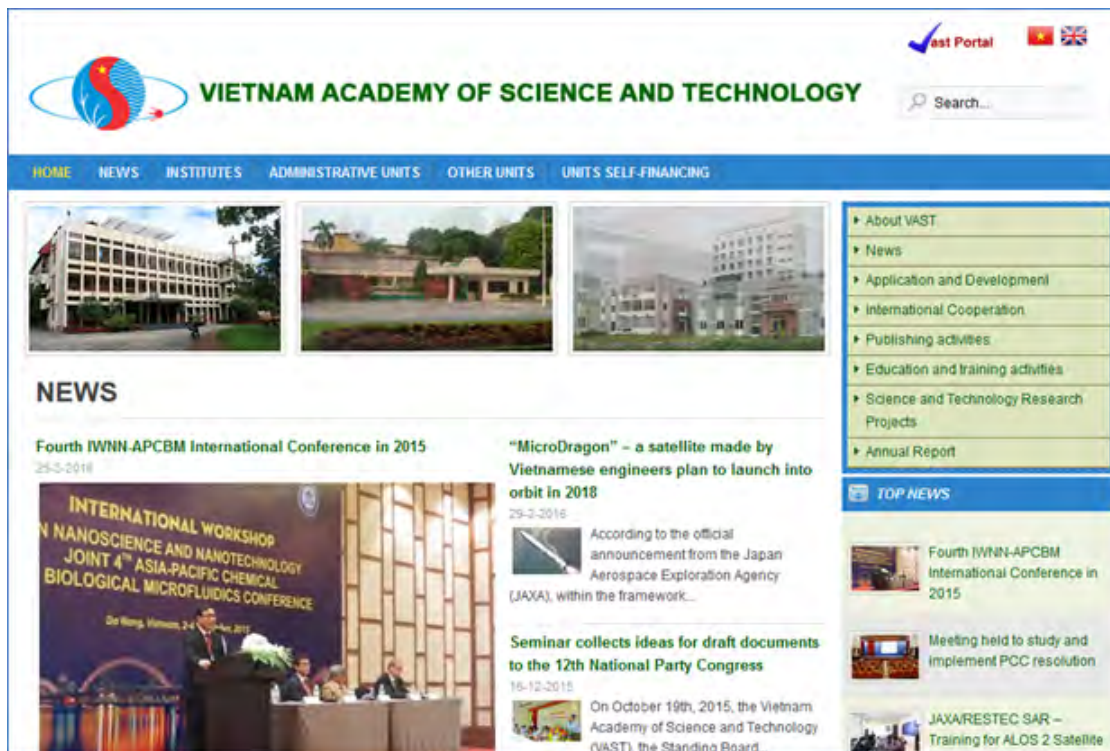 Vast Portal
VIETNAM ACADEMY OF SCIENCE AND TECHNOLOGY
Search...
HOME NEWS INSTITUTES ADMINISTRATIVE UNITS OTHER UNITS UNITS SELF-FINANCING
About VAST
News
Application and Development
International Cooperation
Publishing activities
Education and training activities
Science and Technology Research
Projects
Annual Report
NEWS
Fourth IWNN-APCBM International Conference in 2015
INTERNATIONAL WORKSHOP
N NANOSCIENCE AND NANOTECHNOLOGY
JOINT 4TH ASIA-PACIFIC CHEMICAL
BIOLOGICAL MICROFLUIDICS CONFERENCE
Vietnam,
2015
"MicroDragon" – a satellite made by
Vietnamese engineers plan to launch into
orbit in 2018
29-2-2016
According to the official
announcement from the Japan
Aerospace Exploration Agency
(JAXA), within the framework...
Seminar collects ideas for draft documents
to the 12th National Party Congress
16-12-2015
On October 19th, 2015, the Vietnam
Academy of Science and Technology
(VAST), the Standing Board...
TOP NEWS
Fourth IWNN-APCBM
International Conference in
2015
Meeting held to study and
implement PCC resolution
JAXA/RESTEC SAR –
Training for ALOS 2 Satellite